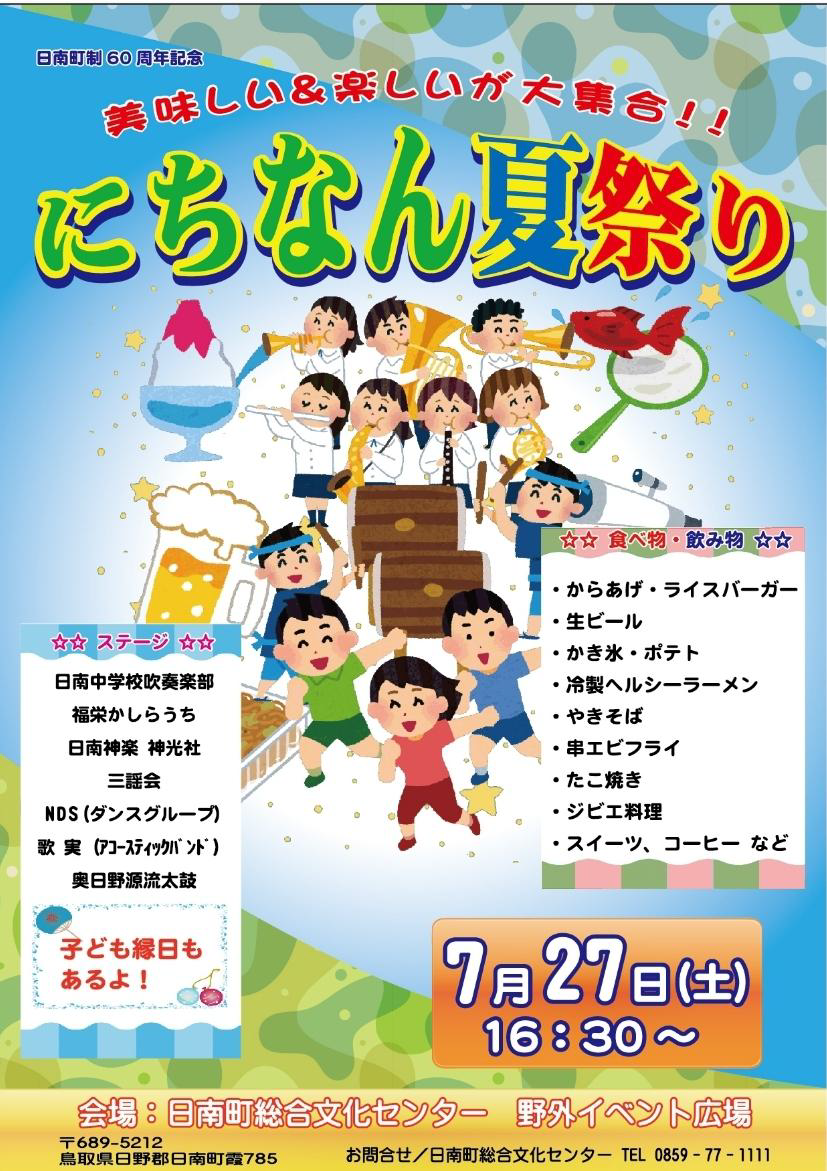 日南町制60周年記念
美味しい&楽しいが大集合!!
にちなん夏祭り
☆☆ ステージ ☆☆
日南中学校吹奏楽部
福栄かしらうち
日南神楽 神光社
三謡会
NDS(ダンスグループ)
歌 実 (ｱｺｰｽﾃｨｯｸﾊﾞﾝﾄﾞ)
奥日野源流太鼓
子ども縁日も
あるよ!
☆☆ 食べ物・飲み物 ☆☆
・からあげ・ライスバーガー
・生ビール
・かき氷・ポテト
・冷製ヘルシーラーメン
・やきそば
・串エビフライ
・たこ焼き
・ジビエ料理
・スイーツ、コーヒー など
7月27日(土)
16:30～
会場:日南町総合文化センター 野外イベント広場
〒689-5212
鳥取県日野郡日南町霞785
お問合せ/日南町総合文化センター TEL 0859-77-1111